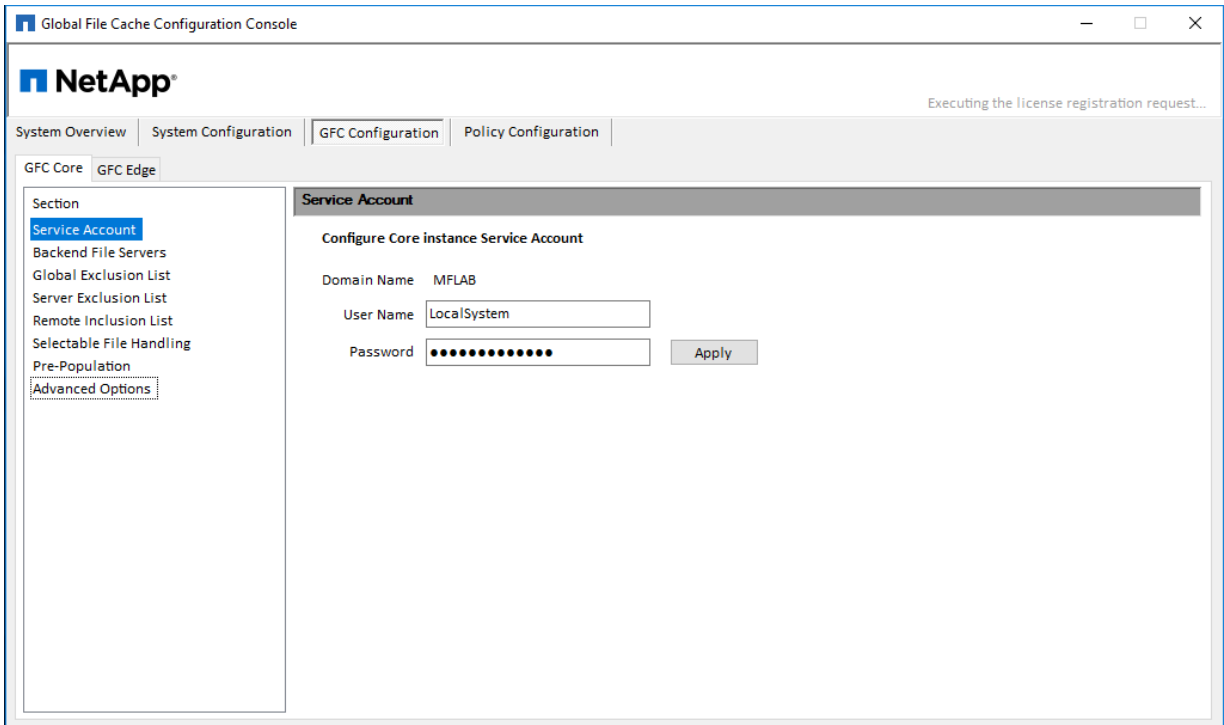 Global File Cache Configuration Console
NetApp®
Executing the license registration request...
System Overview System Configuration GFC Configuration Policy Configuration
GFC Core GFC Edge
Section
Service Account
Backend File Servers
Global Exclusion List
Server Exclusion List
Remote Inclusion List
Selectable File Handling
Pre-Population
Advanced Options
Service Account
Configure Core instance Service Account
Domain Name MFLAB
User Name LocalSystem
Password ●●●●●●●●●●●●● Apply